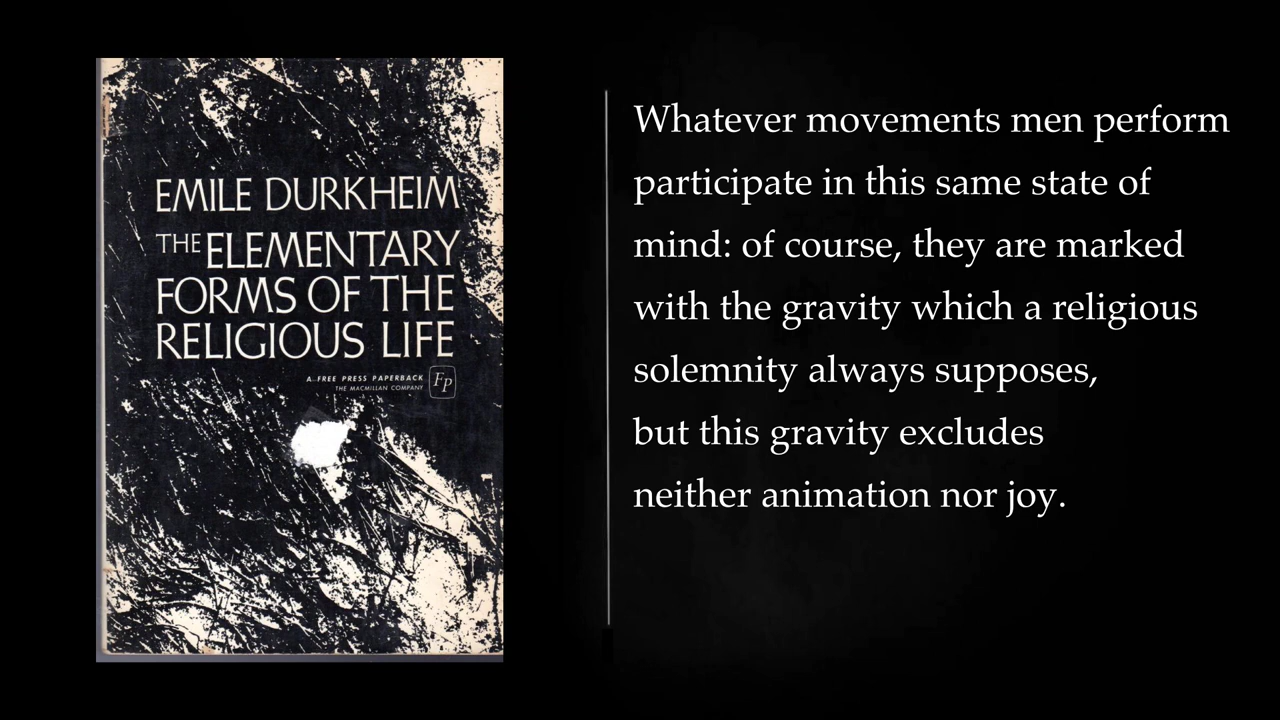 EMILE DURKHEIM
THE ELEMENTARY
FORMS OF THE
RELIGIOUS LIFE
A FREE PRESS PAPERBACK
THE MACMILLAN COMPANY
Fp
Whatever movements men perform
participate in this same state of
mind: of course, they are marked
with the gravity which a religious
solemnity always supposes,
but this gravity excludes
neither animation nor joy.